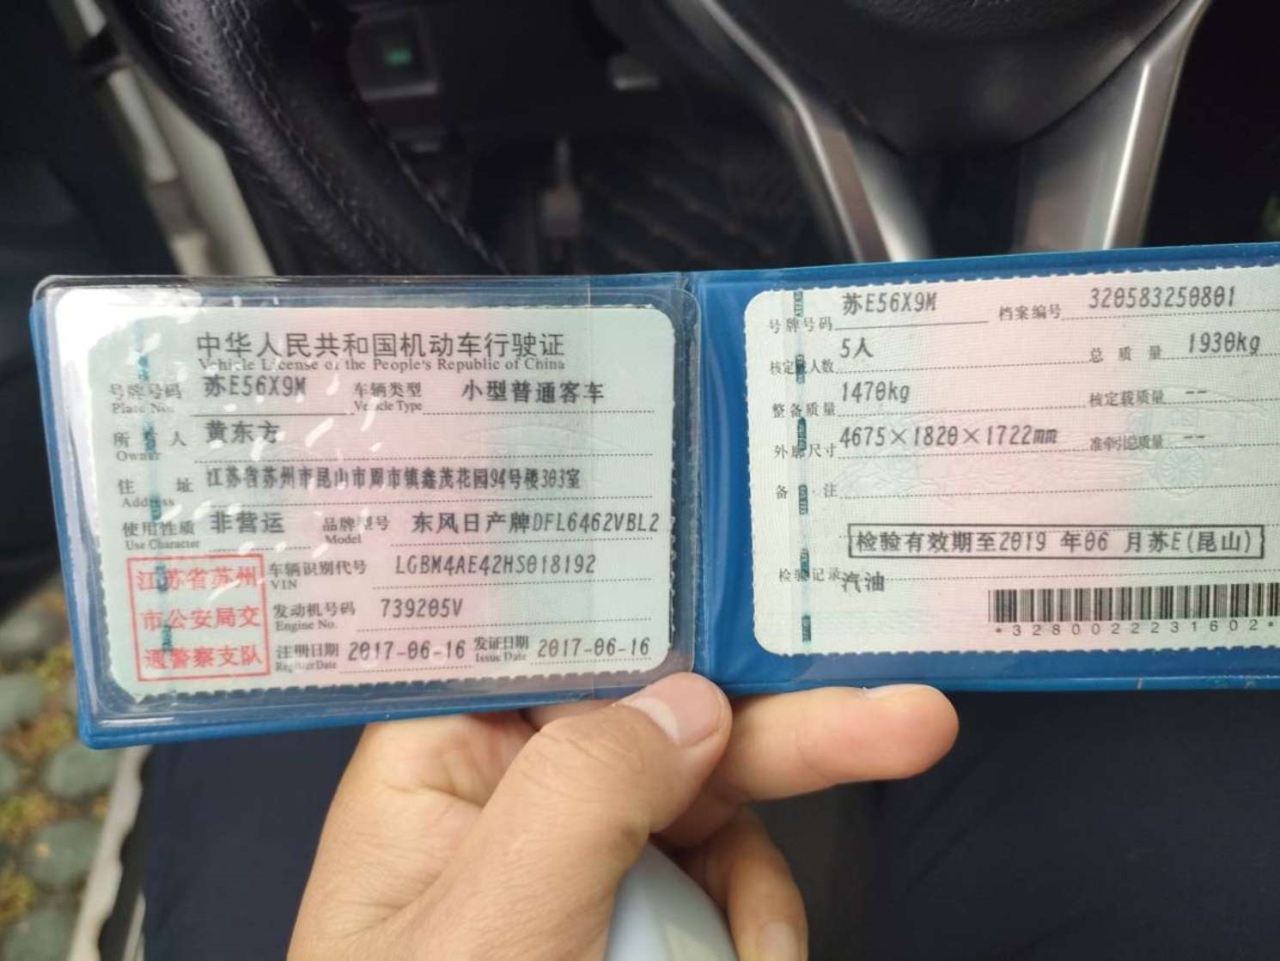 中华人民共和国机动车行驶证
Vehicle License of the People's Republic of China
号牌号码 苏E56X9M 车辆类型 小型普通客车
Plate No. Vehicle Type
所有人 黄东方
Owner
住址 江苏省苏州市昆山市周市镇鑫茂花园94号楼303室
Address
使用性质 非营运 品牌型号 东风日产牌DFL6462VBL2
Use Character Model
江苏省苏州
市公安局交
通警察支队
车辆识别代号 LGBM4AE42HS018192
VIN
发动机号码 739205V
Engine No.
注册日期 2017-06-16 发证日期 2017-06-16
Register Date Issue Date
号牌号码 苏E56X9M 档案编号 320583250801
核定载人数 5人 总质量 1930kg
整备质量 1470kg 核定载质量 --
外廓尺寸 4675×1820×1722mm 准牵引总质量 --
备注
检验有效期至2019 年06 月苏E(昆山)
检验记录 汽油
*3280022231602*